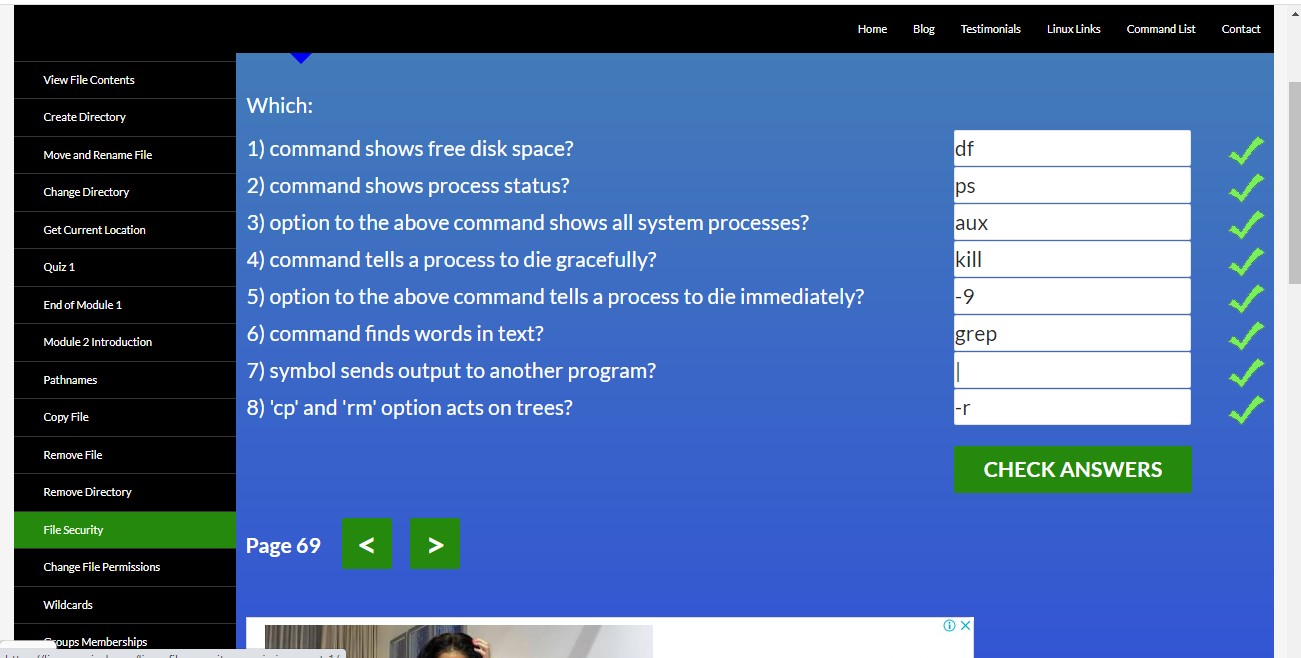 Home Blog Testimonials Linux Links Command List Contact
View File Contents
Create Directory
Move and Rename File
Change Directory
Get Current Location
Quiz 1
End of Module 1
Module 2 Introduction
Pathnames
Copy File
Remove File
Remove Directory
File Security
Change File Permissions
Wildcards
Groups Memberships
Which:
1) command shows free disk space? df
2) command shows process status? ps
3) option to the above command shows all system processes? aux
4) command tells a process to die gracefully? kill
5) option to the above command tells a process to die immediately? -9
6) command finds words in text? grep
7) symbol sends output to another program? |
8) 'cp' and 'rm' option acts on trees? -r
CHECK ANSWERS
Page 69 < >